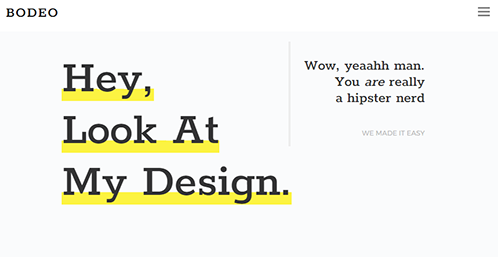 BODEO
Hey,
Look At
My Design.
Wow, yeaahh man.
You are really
a hipster nerd
WE MADE IT EASY